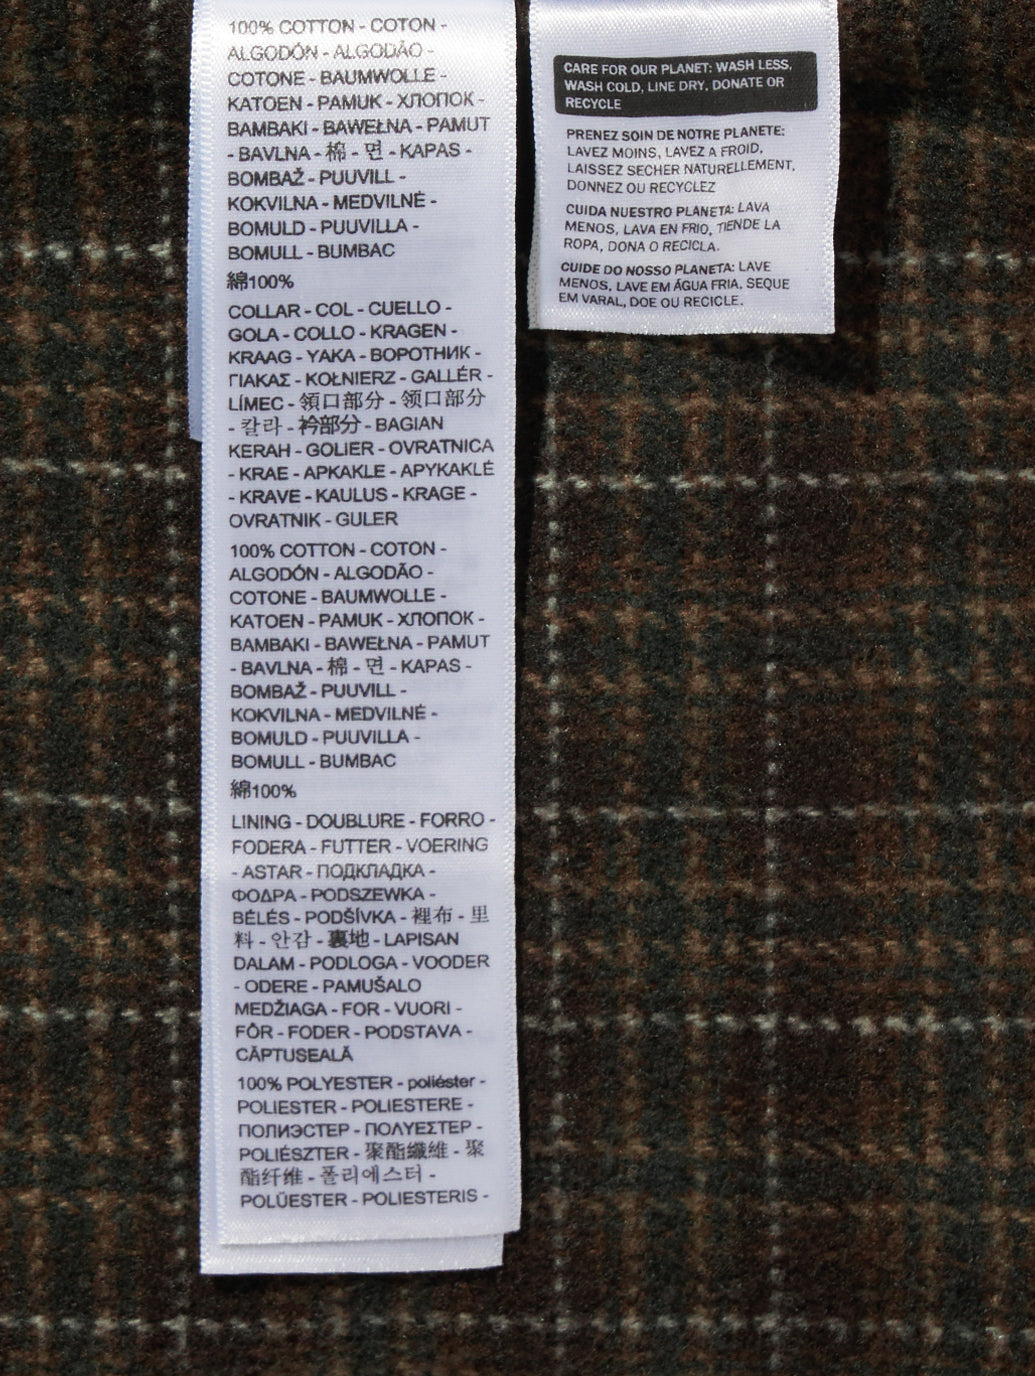 100% COTTON - COTON -
ALGODÓN - ALGODÃO -
COTONE - BAUMWOLLE -
KATOEN - PAMUK - ХЛОПОК -
BAMBAKI - BAWEŁNA - PAMUT
- BAVLNA - 棉 - 면 - KAPAS -
BOMBAŽ - PUUVILL -
KOKVILNA - MEDVILNĖ -
BOMULD - PUUVILLA -
BOMULL - BUMBAC
綿100%
COLLAR - COL - CUELLO -
GOLA - COLLO - KRAGEN -
KRAAG - YAKA - ВОРОТНИК -
ΓΙΑΚΑΣ - KOŁNIERZ - GALLÉR -
LÍMEC - 領口部分 - 领口部分
- 칼라 - 衿部分 - BAGIAN
KERAH - GOLIER - OVRATNICA
- KRAE - APKAKLE - APYKAKLĖ
- KRAVE - KAULUS - KRAGE -
OVRATNIK - GULER
100% COTTON - COTON -
ALGODÓN - ALGODÃO -
COTONE - BAUMWOLLE -
KATOEN - PAMUK - ХЛОПОК -
BAMBAKI - BAWEŁNA - PAMUT
- BAVLNA - 棉 - 면 - KAPAS -
BOMBAŽ - PUUVILL -
KOKVILNA - MEDVILNĖ -
BOMULD - PUUVILLA -
BOMULL - BUMBAC
綿100%
LINING - DOUBLURE - FORRO -
FODERA - FUTTER - VOERING
- ASTAR - ПОДКЛАДКА -
ΦΟΔΡΑ - PODSZEWKA -
BÉLÉS - PODŠÍVKA - 裡布 - 里
料 - 안감 - 裏地 - LAPISAN
DALAM - PODLOGA - VOODER
- ODERE - PAMUŠALO
MEDŽIAGA - FOR - VUORI -
FÔR - FODER - PODSTAVA -
CĂPTUSEALĂ
100% POLYESTER - poliéster -
POLIESTER - POLIESTERE -
ПОЛИЭСТЕР - ΠΟΛΥΕΣΤΕΡ -
POLIÉSZTER - 聚酯纖維 - 聚
酯纤维 - 폴리에스터 -
POLÜESTER - POLIESTERIS -
CARE FOR OUR PLANET: WASH LESS,
WASH COLD, LINE DRY, DONATE OR
RECYCLE
PRENEZ SOIN DE NOTRE PLANETE:
LAVEZ MOINS, LAVEZ A FROID,
LAISSEZ SECHER NATURELLEMENT,
DONNEZ OU RECYCLEZ
CUIDA NUESTRO PLANETA: LAVA
MENOS, LAVA EN FRIO, TIENDE LA
ROPA, DONA O RECICLA.
CUIDE DO NOSSO PLANETA: LAVE
MENOS, LAVE EM ÁGUA FRIA, SEQUE
EM VARAL, DOE OU RECICLE.